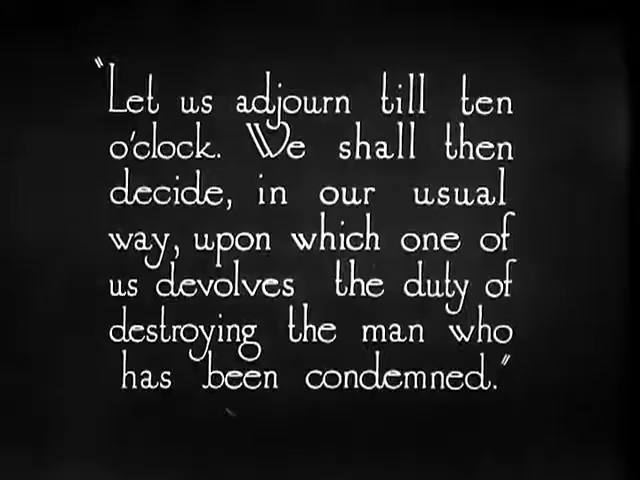 "Let us adjourn till ten
o'clock. We shall then
decide, in our usual
way, upon which one of
us devolves the duty of
destroying the man who
has been condemned."